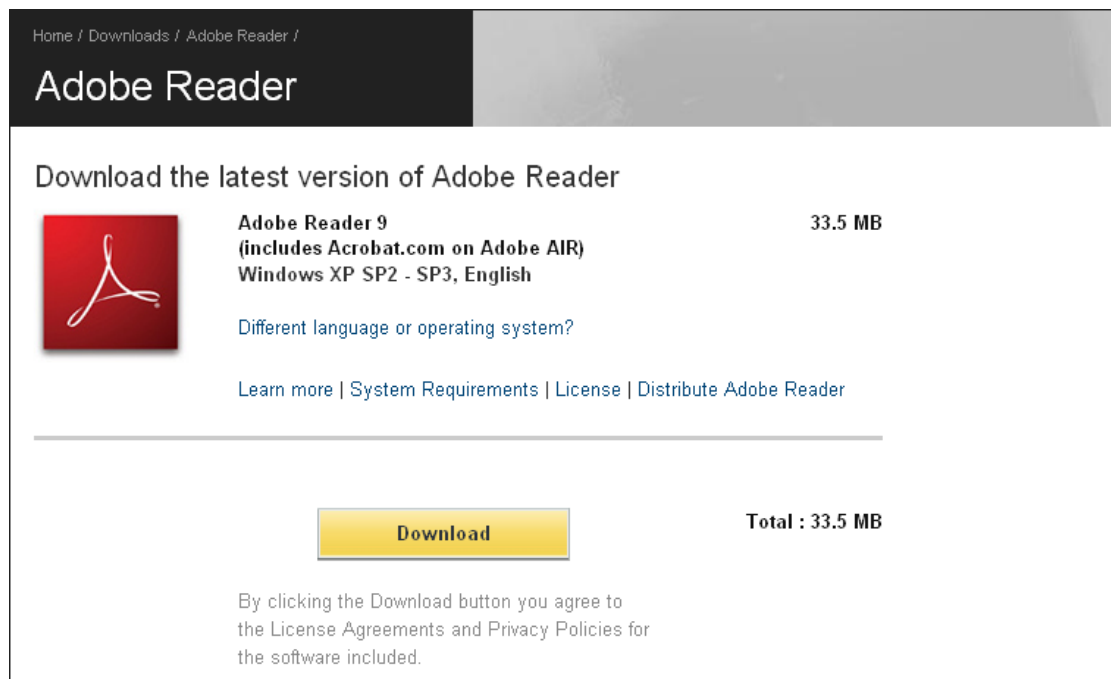 Home / Downloads / Adobe Reader /
Adobe Reader
Download the latest version of Adobe Reader
Adobe Reader 9 33.5 MB
(includes Acrobat.com on Adobe AIR)
Windows XP SP2 - SP3, English
Different language or operating system?
Learn more | System Requirements | License | Distribute Adobe Reader
Download Total : 33.5 MB
By clicking the Download button you agree to
the License Agreements and Privacy Policies for
the software included.